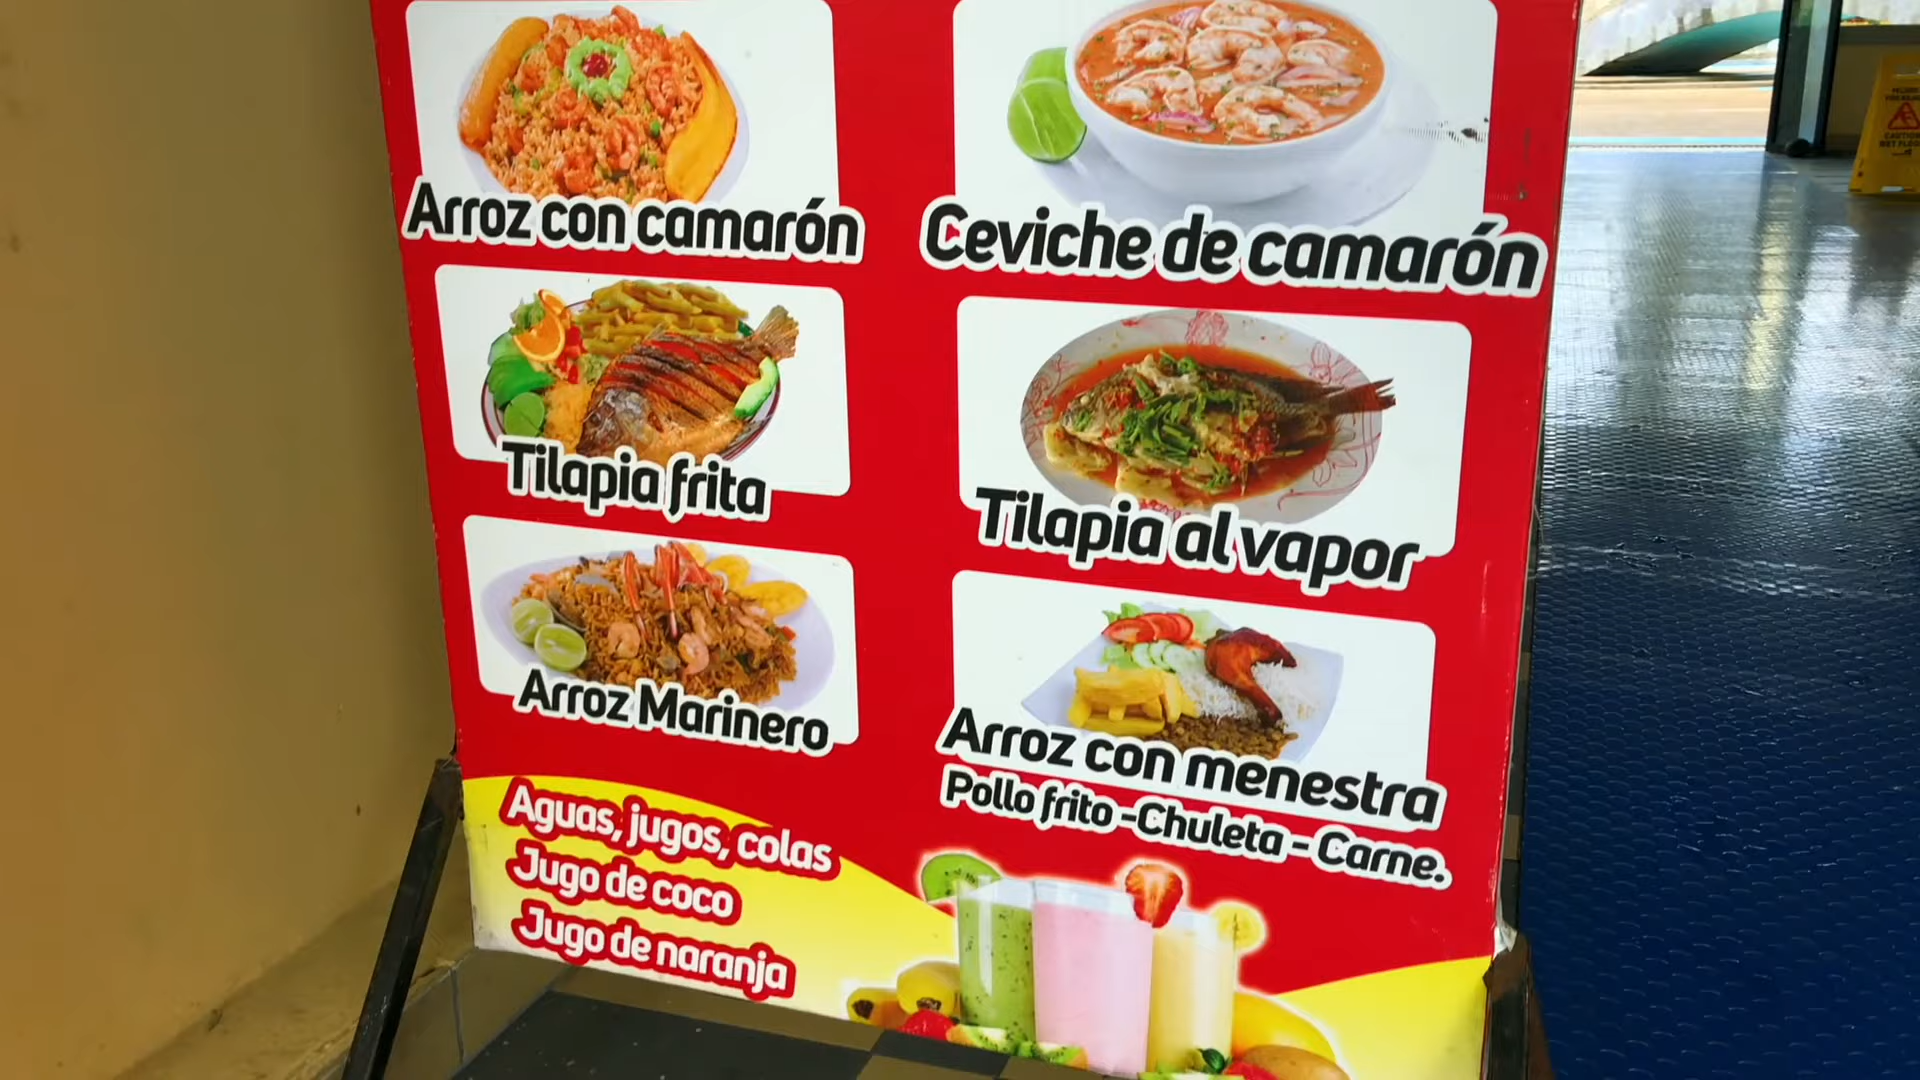 Arroz con camarón
Ceviche de camarón
Tilapia frita
Tilapia al vapor
Arroz Marinero
Arroz con menestra
Pollo frito - Chuleta - Carne.
Aguas, jugos, colas
Jugo de coco
Jugo de naranja
CAUTION